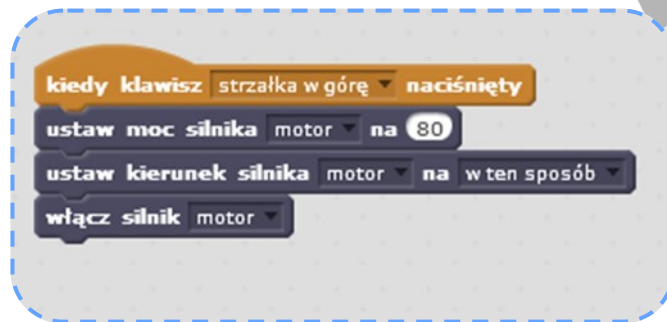 kiedy klawisz strzałka w górę naciśnięty
ustaw moc silnika motor na 80
ustaw kierunek silnika motor na w ten sposób
włącz silnik motor